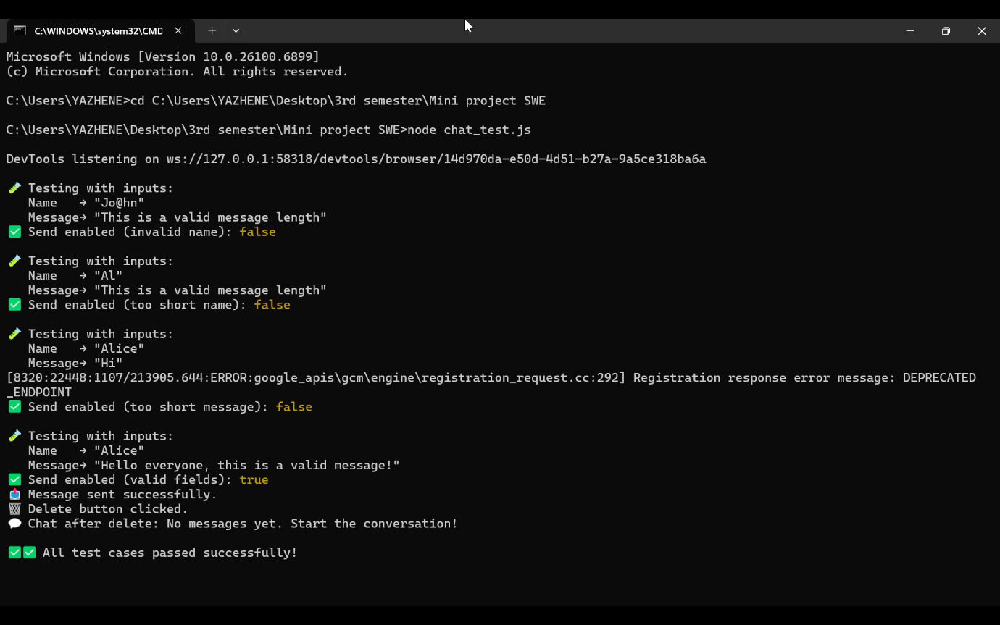 C:\WINDOWS\system32\CMD
Microsoft Windows [Version 10.0.26100.6899]
(c) Microsoft Corporation. All rights reserved.
C:\Users\YAZHENE>cd C:\Users\YAZHENE\Desktop\3rd semester\Mini project SWE
C:\Users\YAZHENE\Desktop\3rd semester\Mini project SWE>node chat_test.js
DevTools listening on ws://127.0.0.1:58318/devtools/browser/14d970da-e50d-4d51-b27a-9a5ce318ba6a
🧪 Testing with inputs:
Name → "Jo@hn"
Message→ "This is a valid message length"
✅ Send enabled (invalid name): false
🧪 Testing with inputs:
Name → "Al"
Message→ "This is a valid message length"
✅ Send enabled (too short name): false
🧪 Testing with inputs:
Name → "Alice"
Message→ "Hi"
[8320:22448:1107/213905.644:ERROR:google_apis\gcm\engine\registration_request.cc:292] Registration response error message: DEPRECATED
_ENDPOINT
✅ Send enabled (too short message): false
🧪 Testing with inputs:
Name → "Alice"
Message→ "Hello everyone, this is a valid message!"
✅ Send enabled (valid fields): true
📤 Message sent successfully.
🗑 Delete button clicked.
💬 Chat after delete: No messages yet. Start the conversation!
✅✅ All test cases passed successfully!